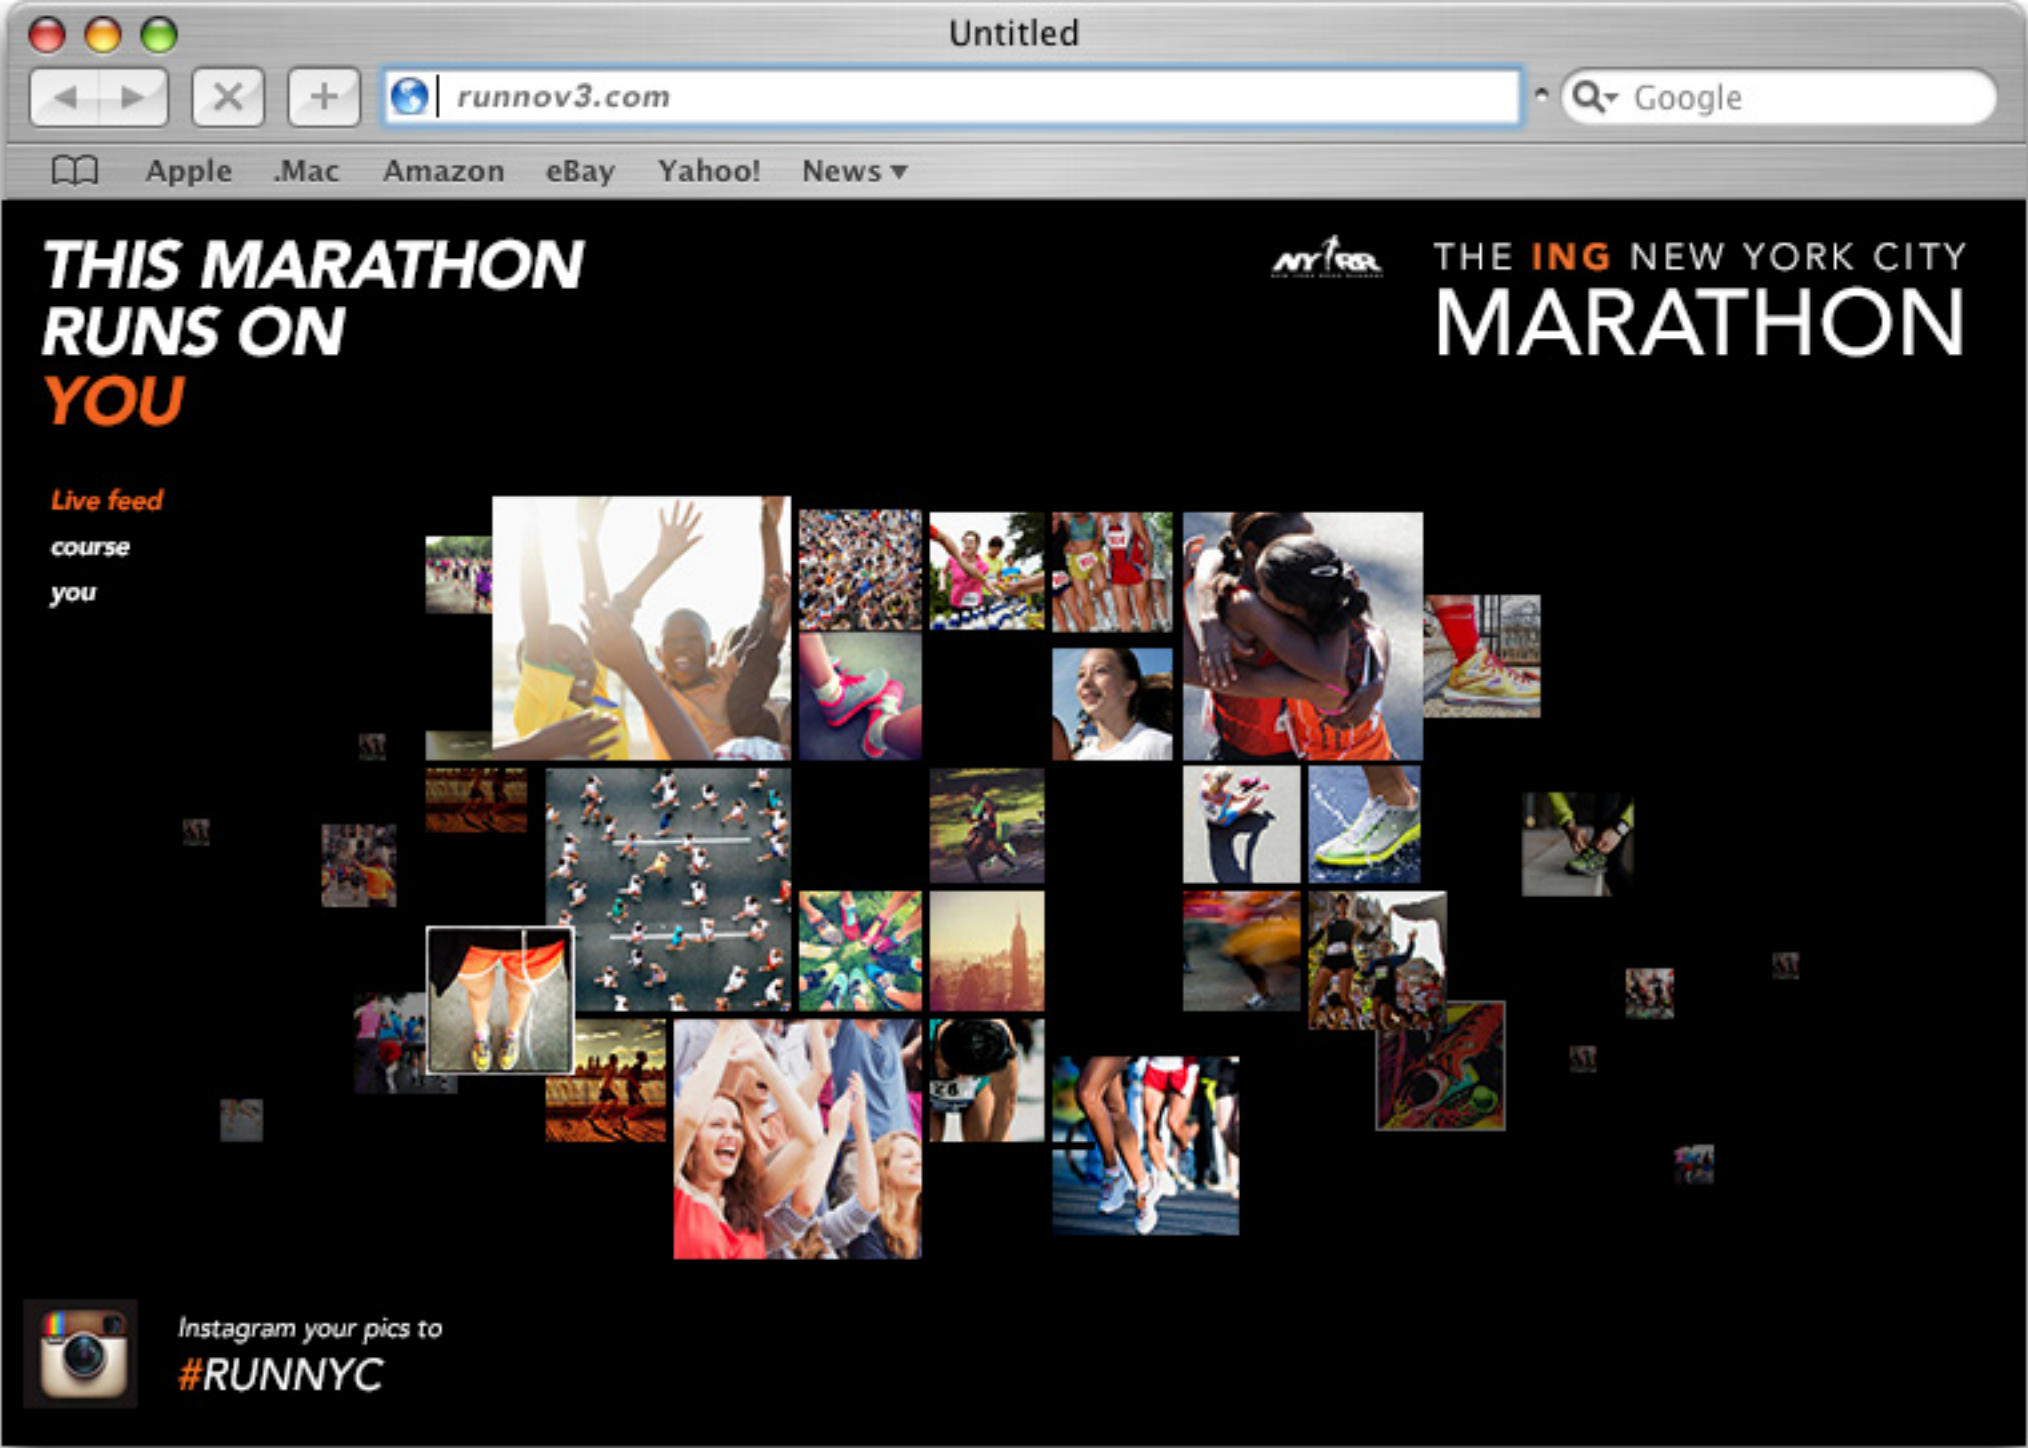 Untitled
runnov3.com
Google
Apple .Mac Amazon eBay Yahoo! News
THIS MARATHON
RUNS ON
YOU
NYRR
THE ING NEW YORK CITY
MARATHON
Live feed
course
you
Instagram your pics to
#RUNNYC